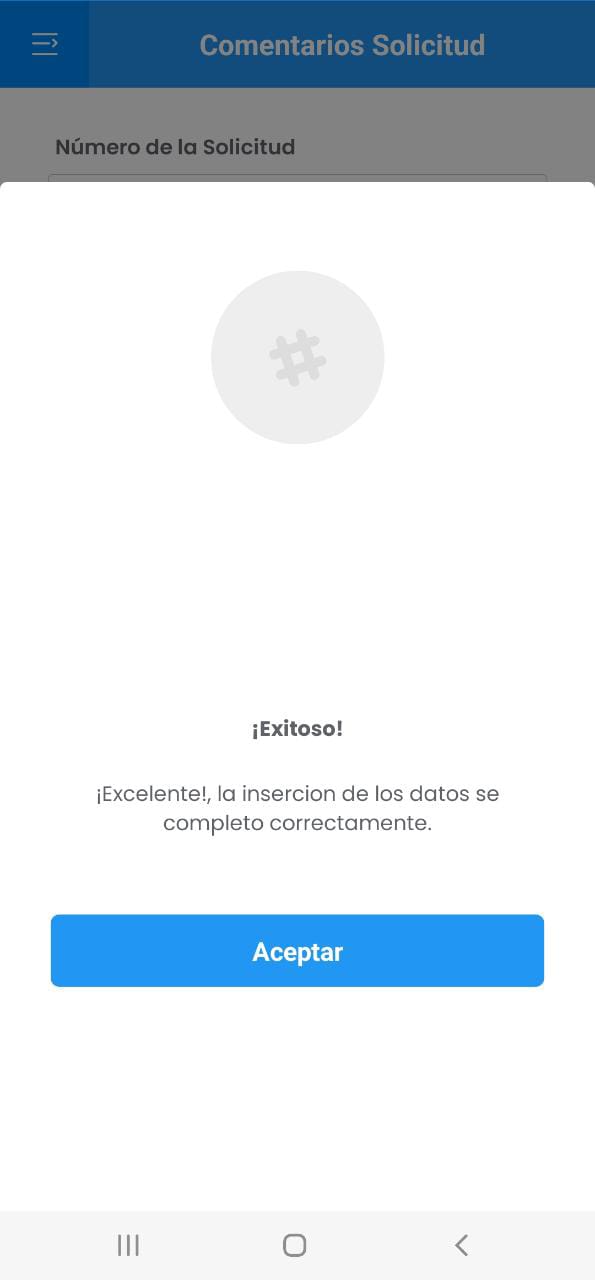 Comentarios Solicitud
Número de la Solicitud
#
¡Exitoso!
¡Excelente!, la insercion de los datos se
completo correctamente.
Aceptar